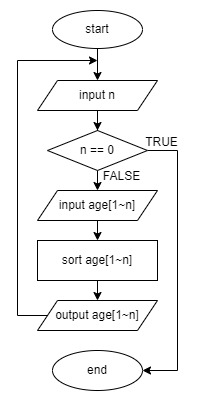 start
input n
n == 0
TRUE
FALSE
input age[1~n]
sort age[1~n]
output age[1~n]
end